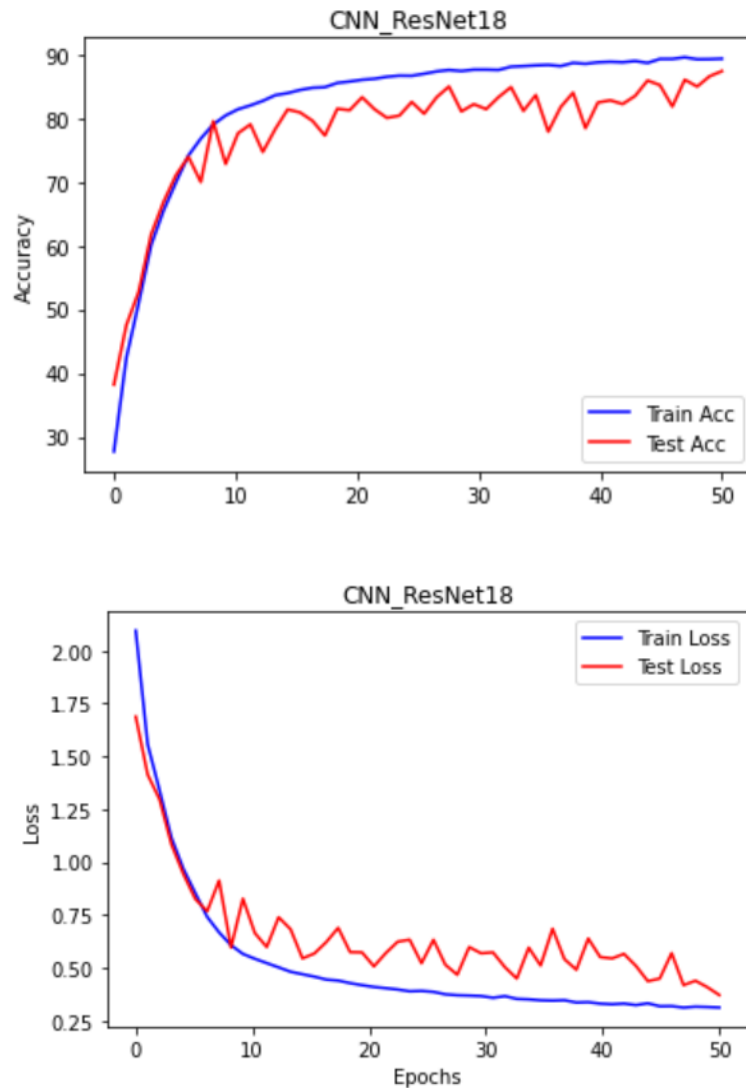 CNN_ResNet18
90
80
70
60
50
40
30
Accuracy
Train Acc
Test Acc
0 10 20 30 40 50
CNN_ResNet18
2.00
1.75
1.50
1.25
1.00
0.75
0.50
0.25
Loss
Train Loss
Test Loss
0 10 20 30 40 50
Epochs